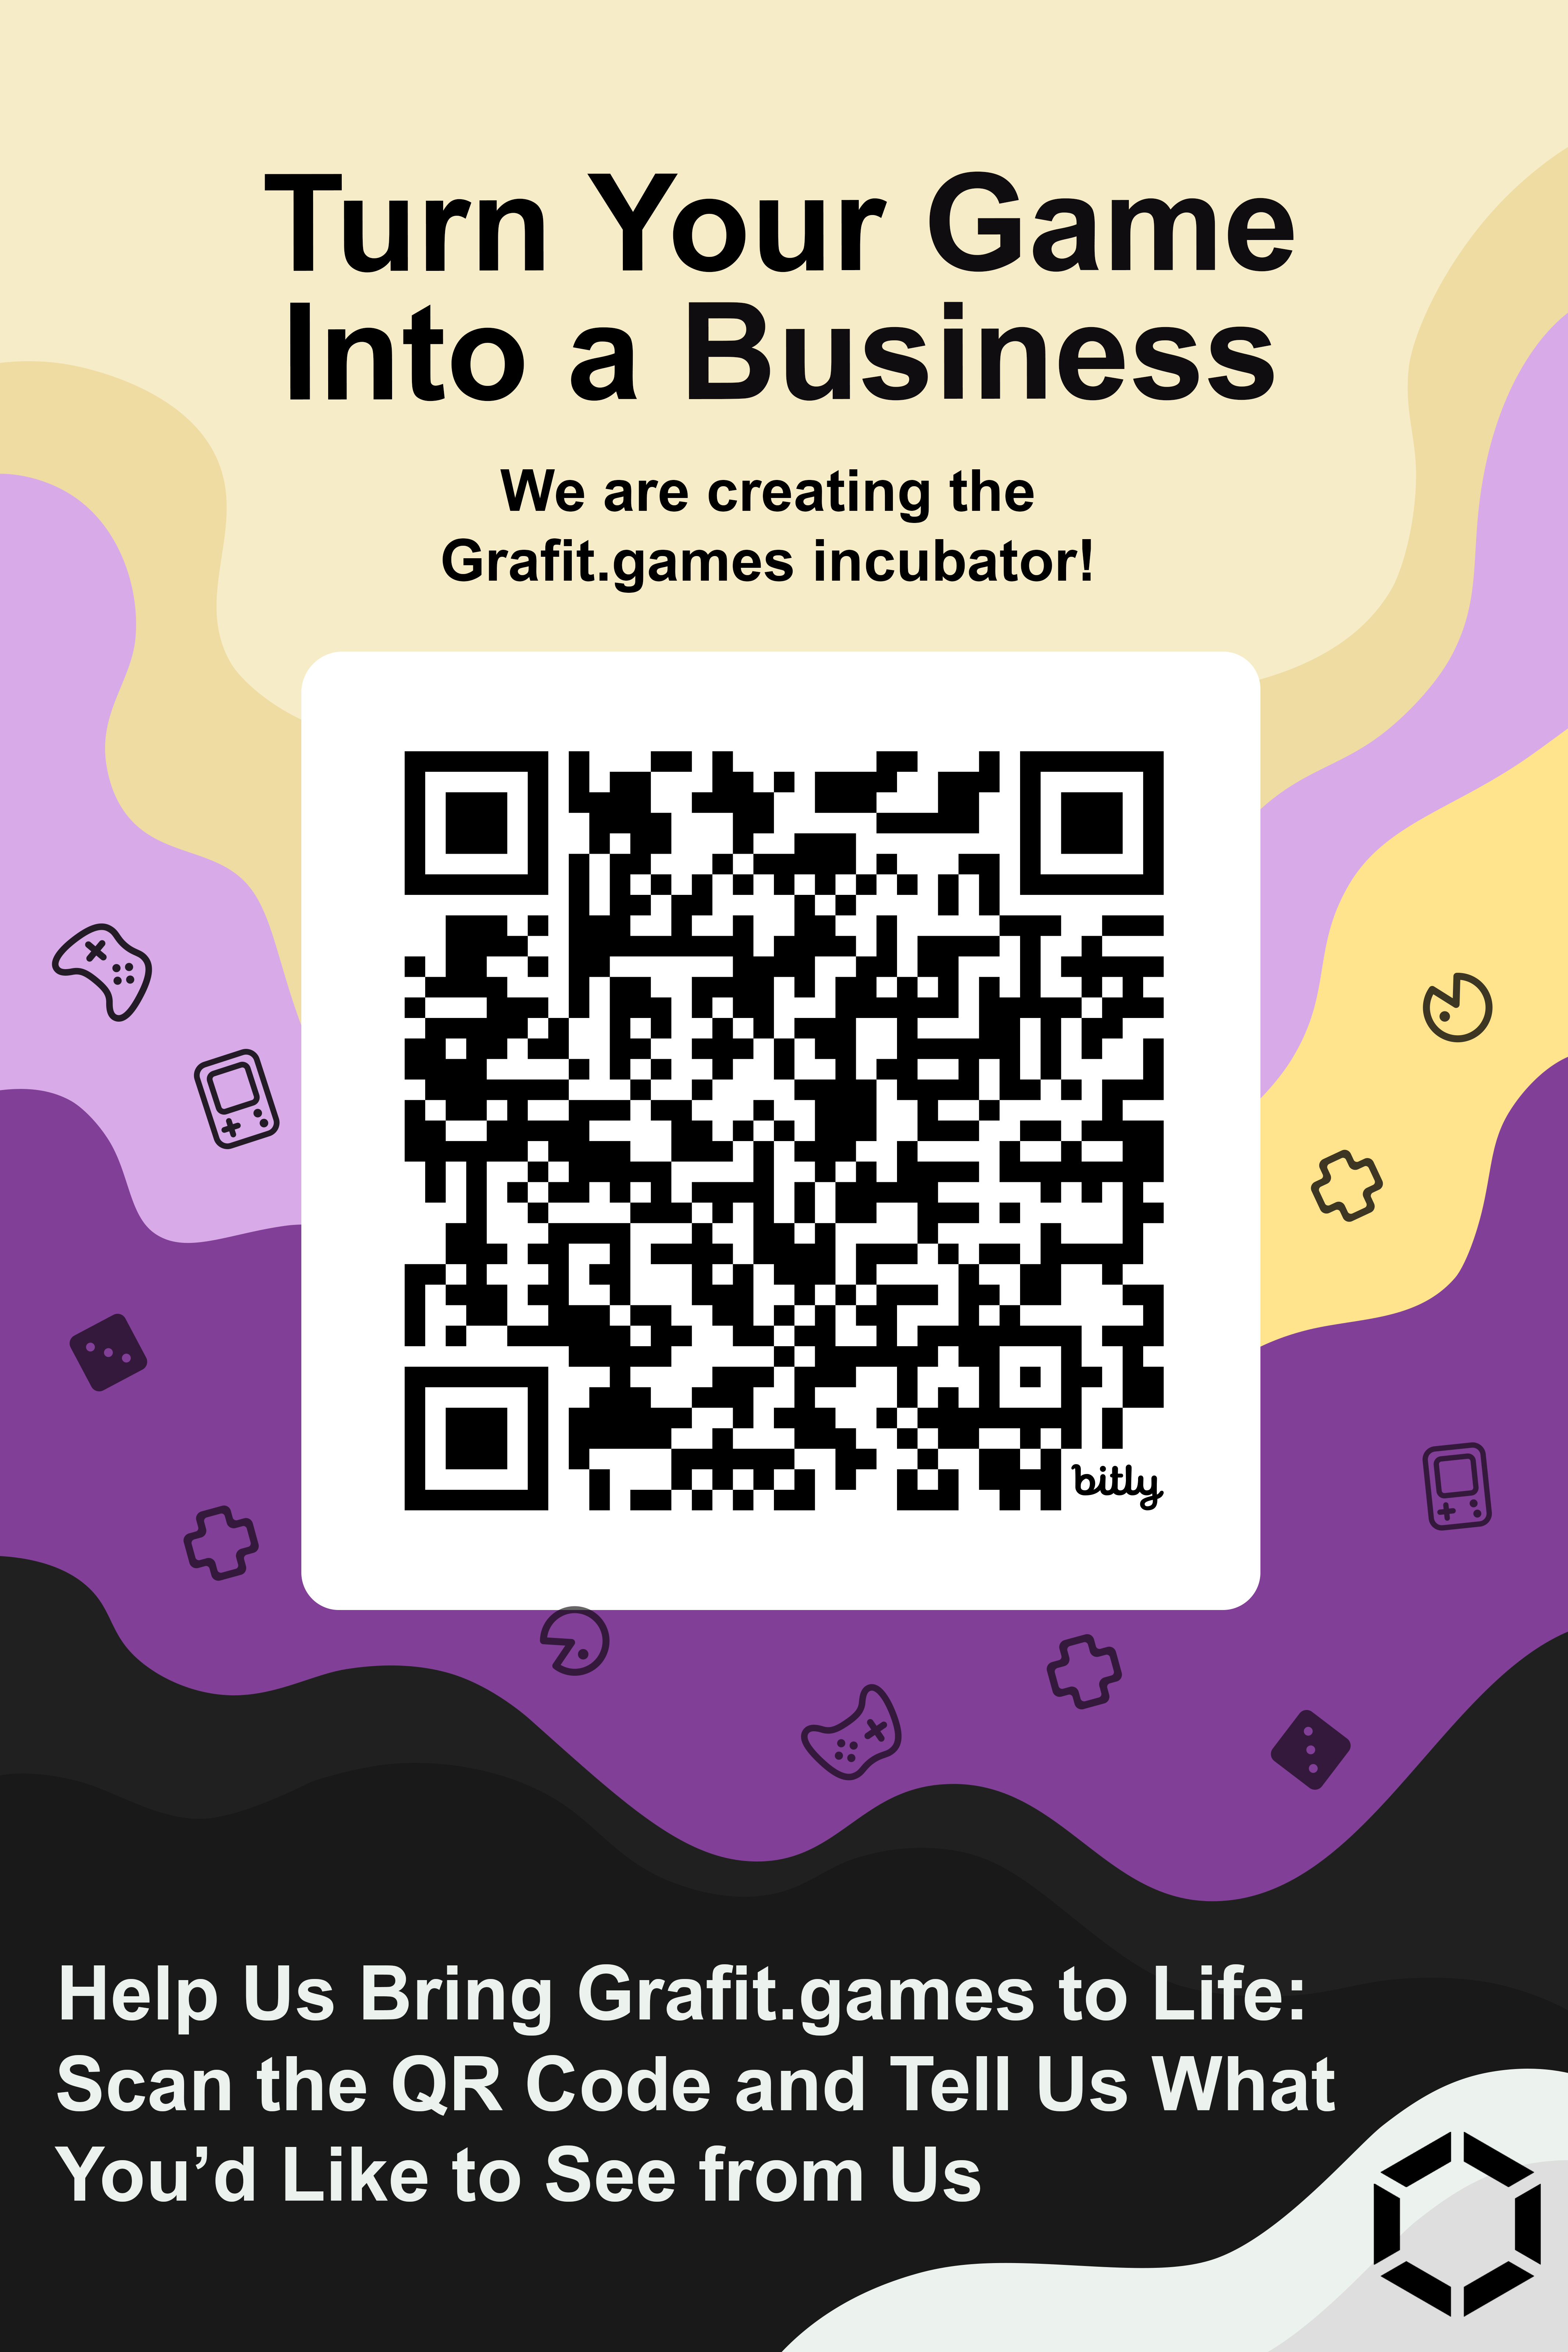 Turn Your Game
Into a Business
We are creating the
Grafit.games incubator!
bitly
Help Us Bring Grafit.games to Life:
Scan the QR Code and Tell Us What
You’d Like to See from Us